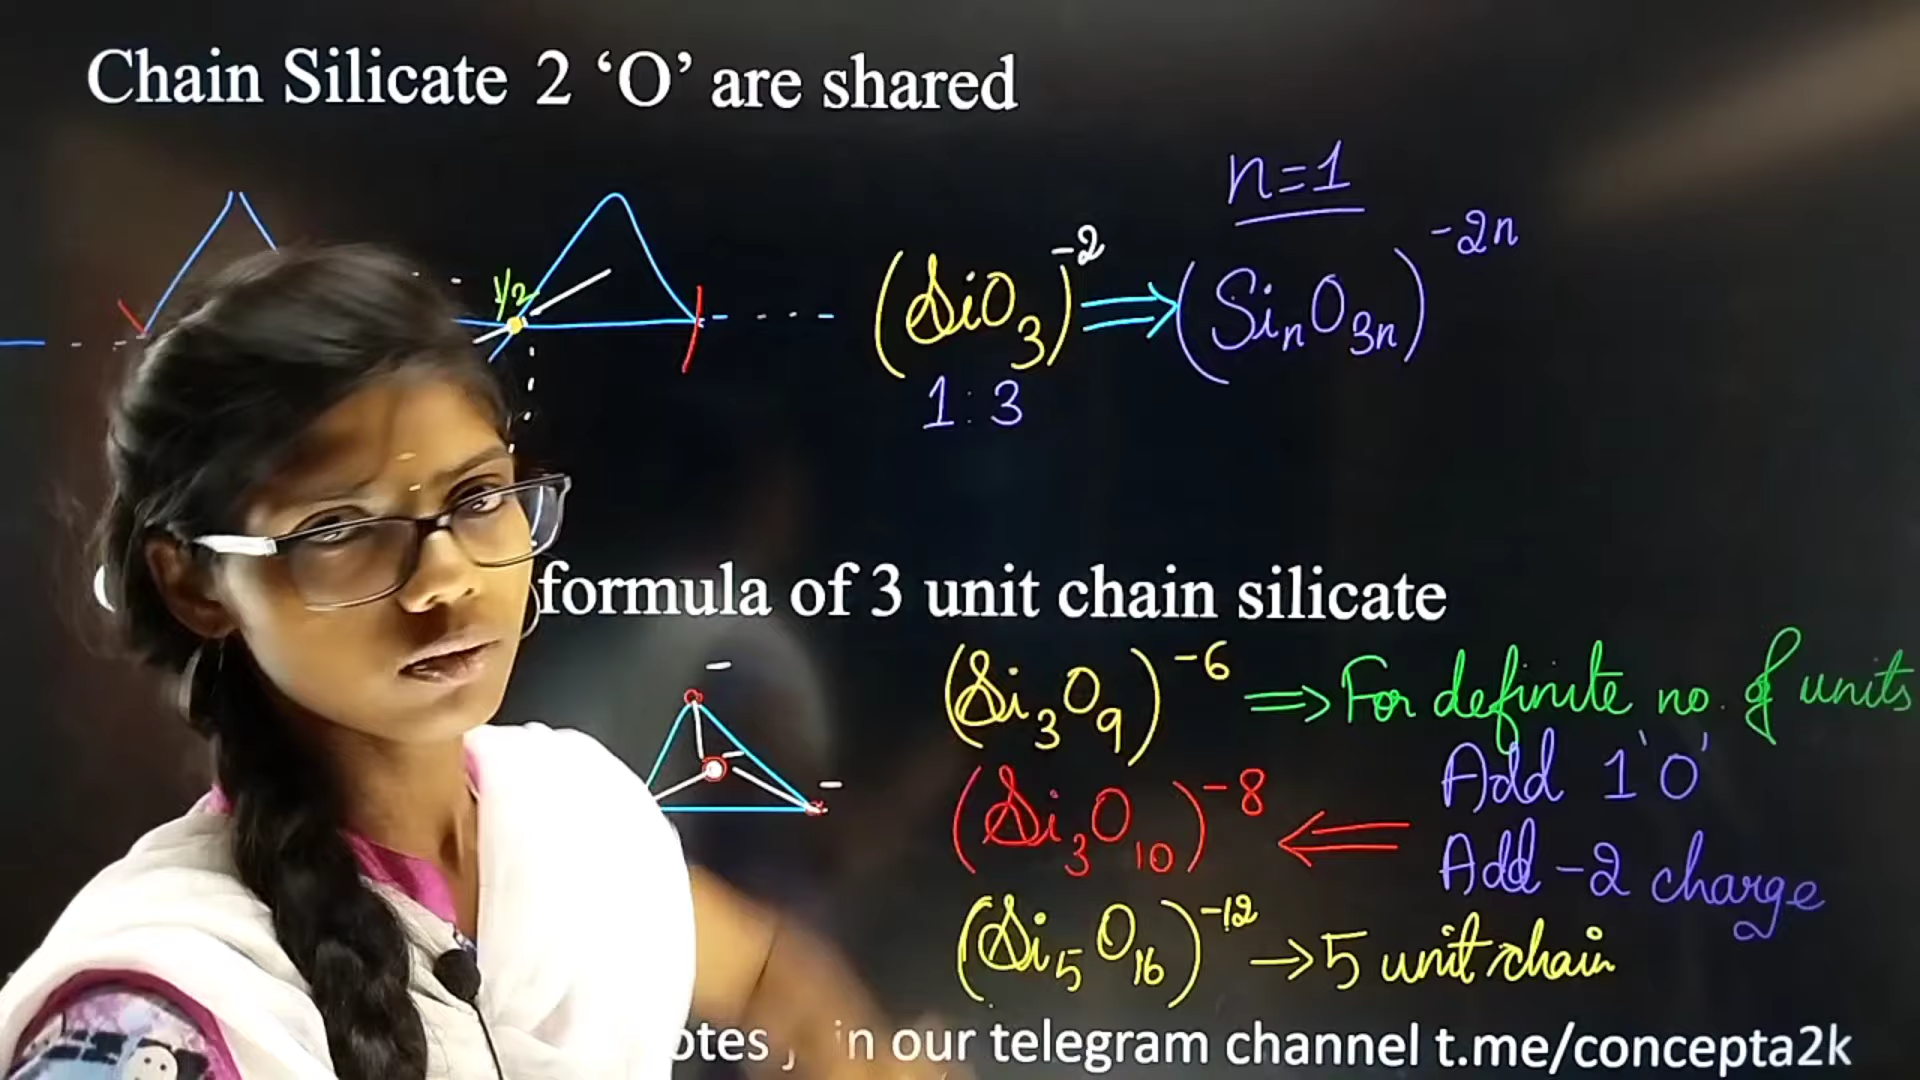 Chain Silicate 2 ‘O’ are shared
n=1
1/2
(SiO₃)⁻² ⇒ (SiₙO₃ₙ)⁻²ⁿ
1 : 3
formula of 3 unit chain silicate
(Si₃O₉)⁻⁶ ⇒ For definite no. of units
Add 1 'O'
(Si₃O₁₀)⁻⁸ ⇐
Add -2 charge
(Si₅O₁₆)⁻¹² → 5 unit chain
in our telegram channel t.me/concepta2k